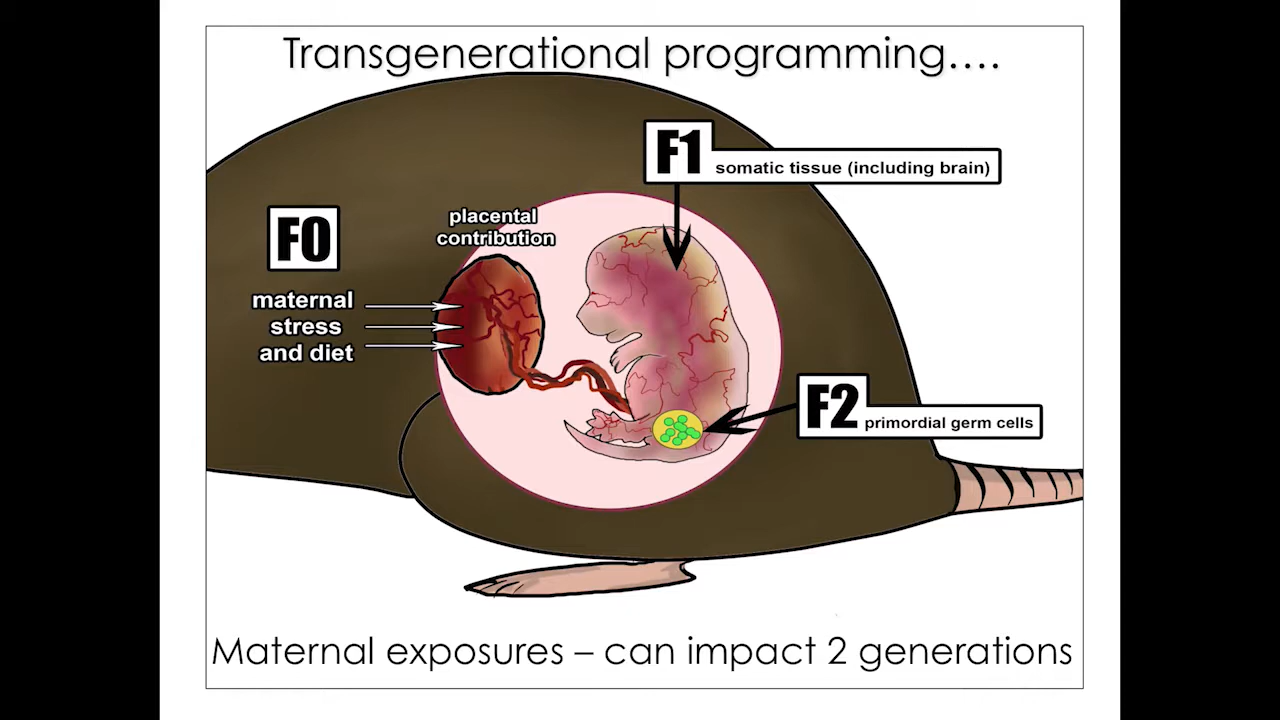 Transgenerational programming....
F1
somatic tissue (including brain)
F0
placental
contribution
maternal
stress
and diet
F2
primordial germ cells
Maternal exposures – can impact 2 generations